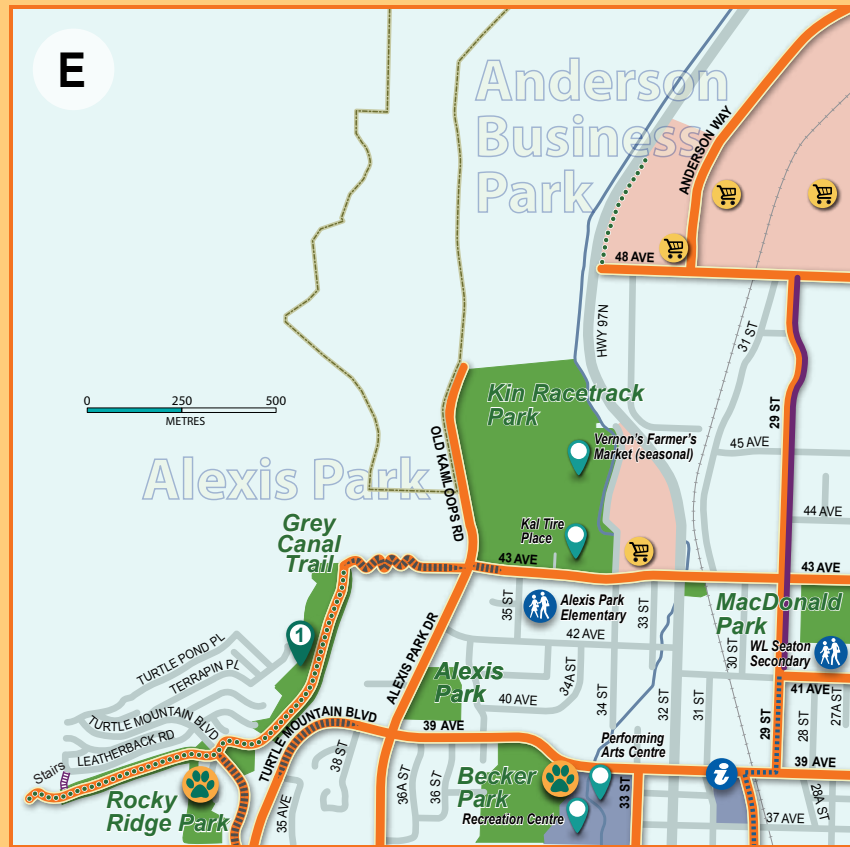 E
Anderson
Business
Park
ANDERSON WAY
48 AVE
HWY 97N
31 ST
29 ST
0 250 500
METRES
Kin Racetrack
Park
OLD KAMLOOPS RD
Vernon's Farmer's
Market (seasonal)
45 AVE
Alexis Park
44 AVE
Grey
Canal
Trail
Kal Tire
Place
43 AVE
43 AVE
1
35 ST
Alexis Park
Elementary
33 ST
MacDonald
Park
ALEXIS PARK DR
42 AVE
30 ST
WL Seaton
Secondary
TURTLE POND PL
TERRAPIN PL
Alexis
Park
34A ST
40 AVE
34 ST
32 ST
31 ST
41 AVE
29 ST
28 ST
27A ST
TURTLE MOUNTAIN BLVD
TURTLE MOUNTAIN BLVD
39 AVE
LEATHERBACK RD
Stairs
38 ST
Performing
Arts Centre
39 AVE
Rocky
Ridge Park
35 AVE
36A ST
36 ST
Becker
Park
Recreation Centre
33 ST
i
28A ST
37 AVE